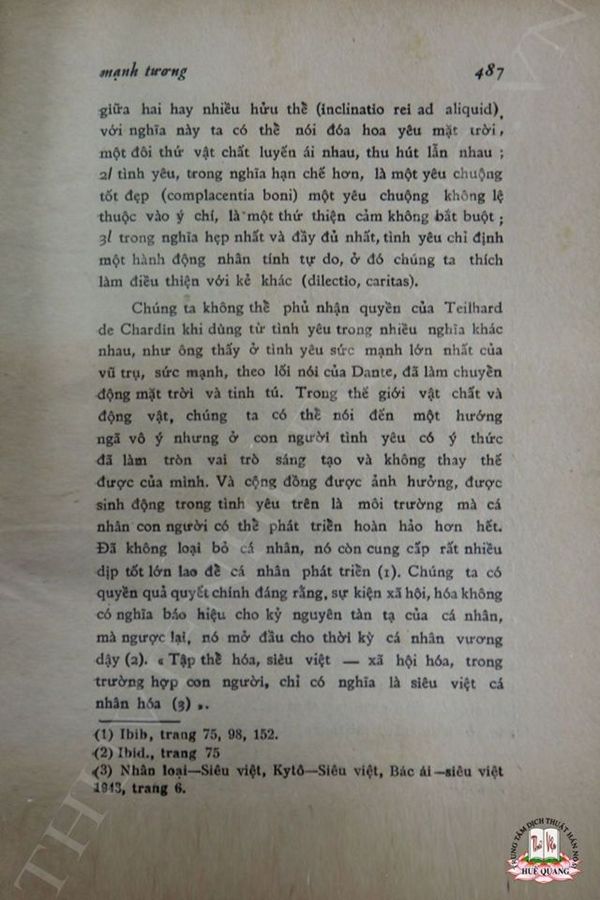 mạnh tương 487
giữa hai hay nhiều hữu thể (inclinatio rei ad aliquid),
với nghĩa này ta có thể nói đóa hoa yêu mặt trời,
một đôi thứ vật chất luyến ái nhau, thu hút lẫn nhau ;
2/ tình yêu, trong nghĩa hạn chế hơn, là một yêu chuộng
tốt đẹp (complacentia boni) một yêu chuộng không lệ
thuộc vào ý chí, là một thứ thiện cảm không bắt buột ;
3/ trong nghĩa hẹp nhất và đầy đủ nhất, tình yêu chỉ định
một hành động nhân tính tự do, ở đó chúng ta thích
làm điều thiện với kẻ khác (dilectio, caritas).
Chúng ta không thể phủ nhận quyền của Teilhard
de Chardin khi dùng từ tình yêu trong nhiều nghĩa khác
nhau, như ông thấy ở tình yêu sức mạnh lớn nhất của
vũ trụ, sức mạnh, theo lối nói của Dante, đã làm chuyển
động mặt trời và tinh tú. Trong thế giới vật chất và
động vật, chúng ta có thể nói đến một hướng
ngã vô ý nhưng ở con người tình yêu có ý thức
đã làm tròn vai trò sáng tạo và không thay thế
được của mình. Và cộng đồng được ảnh hưởng, được
sinh động trong tình yêu trên là môi trường mà cá
nhân con người có thể phát triển hoàn hảo hơn hết.
Đã không loại bỏ cá nhân, nó còn cung cấp rất nhiều
dịp tốt lớn lao để cá nhân phát triển (1). Chúng ta có
quyền quả quyết chính đáng rằng, sự kiện xã hội, hóa không
có nghĩa báo hiệu cho kỷ nguyên tàn tạ của cá nhân,
mà ngược lại, nó mở đầu cho thời kỳ cá nhân vương
dậy (2). « Tập thể hóa, siêu việt — xã hội hóa, trong
trường hợp con người, chỉ có nghĩa là siêu việt cá
nhân hóa (3) ».
(1) Ibib, trang 75, 98, 152.
(2) Ibid., trang 75
(3) Nhân loại—Siêu việt, Kytô—Siêu việt, Bác ái—siêu việt
1943, trang 6.
TRUNG TÂM DỊCH THUẬT HÁN NÔM
HUỆ QUANG